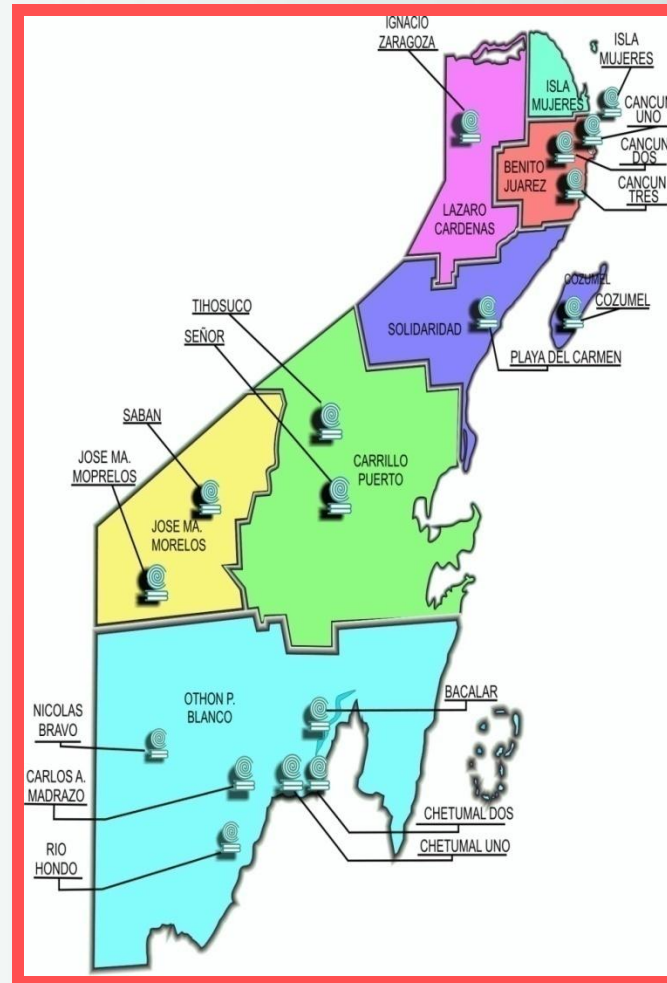 IGNACIO
ZARAGOZA
ISLA
MUJERES
ISLA
MUJERES
CANCUN
UNO
CANCUN
DOS
BENITO
JUAREZ
CANCUN
TRES
LAZARO
CARDENAS
COZUMEL
COZUMEL
TIHOSUCO
SOLIDARIDAD
SEÑOR
PLAYA DEL CARMEN
SABAN
JOSE MA.
MOPRELOS
CARRILLO
PUERTO
JOSE MA.
MORELOS
OTHON P.
BLANCO
BACALAR
NICOLAS
BRAVO
CARLOS A.
MADRAZO
CHETUMAL DOS
CHETUMAL UNO
RIO
HONDO